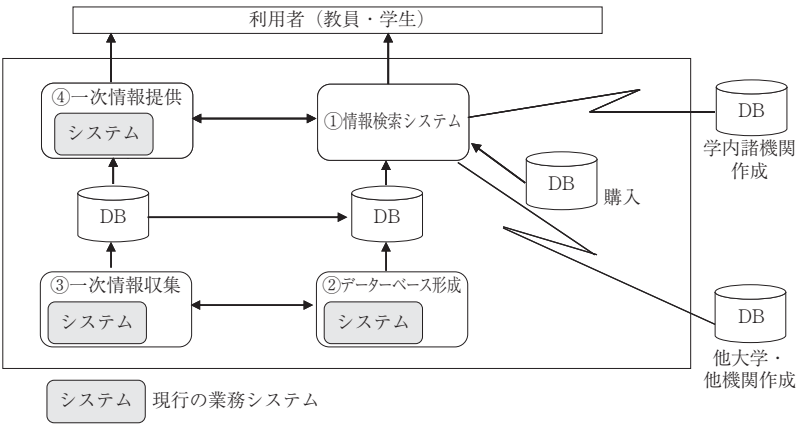 利用者（教員・学生）
④一次情報提供
システム
①情報検索システム
DB
学内諸機関
作成
DB
購入
DB
DB
③一次情報収集
システム
②データーベース形成
システム
DB
他大学・
他機関作成
システム 現行の業務システム